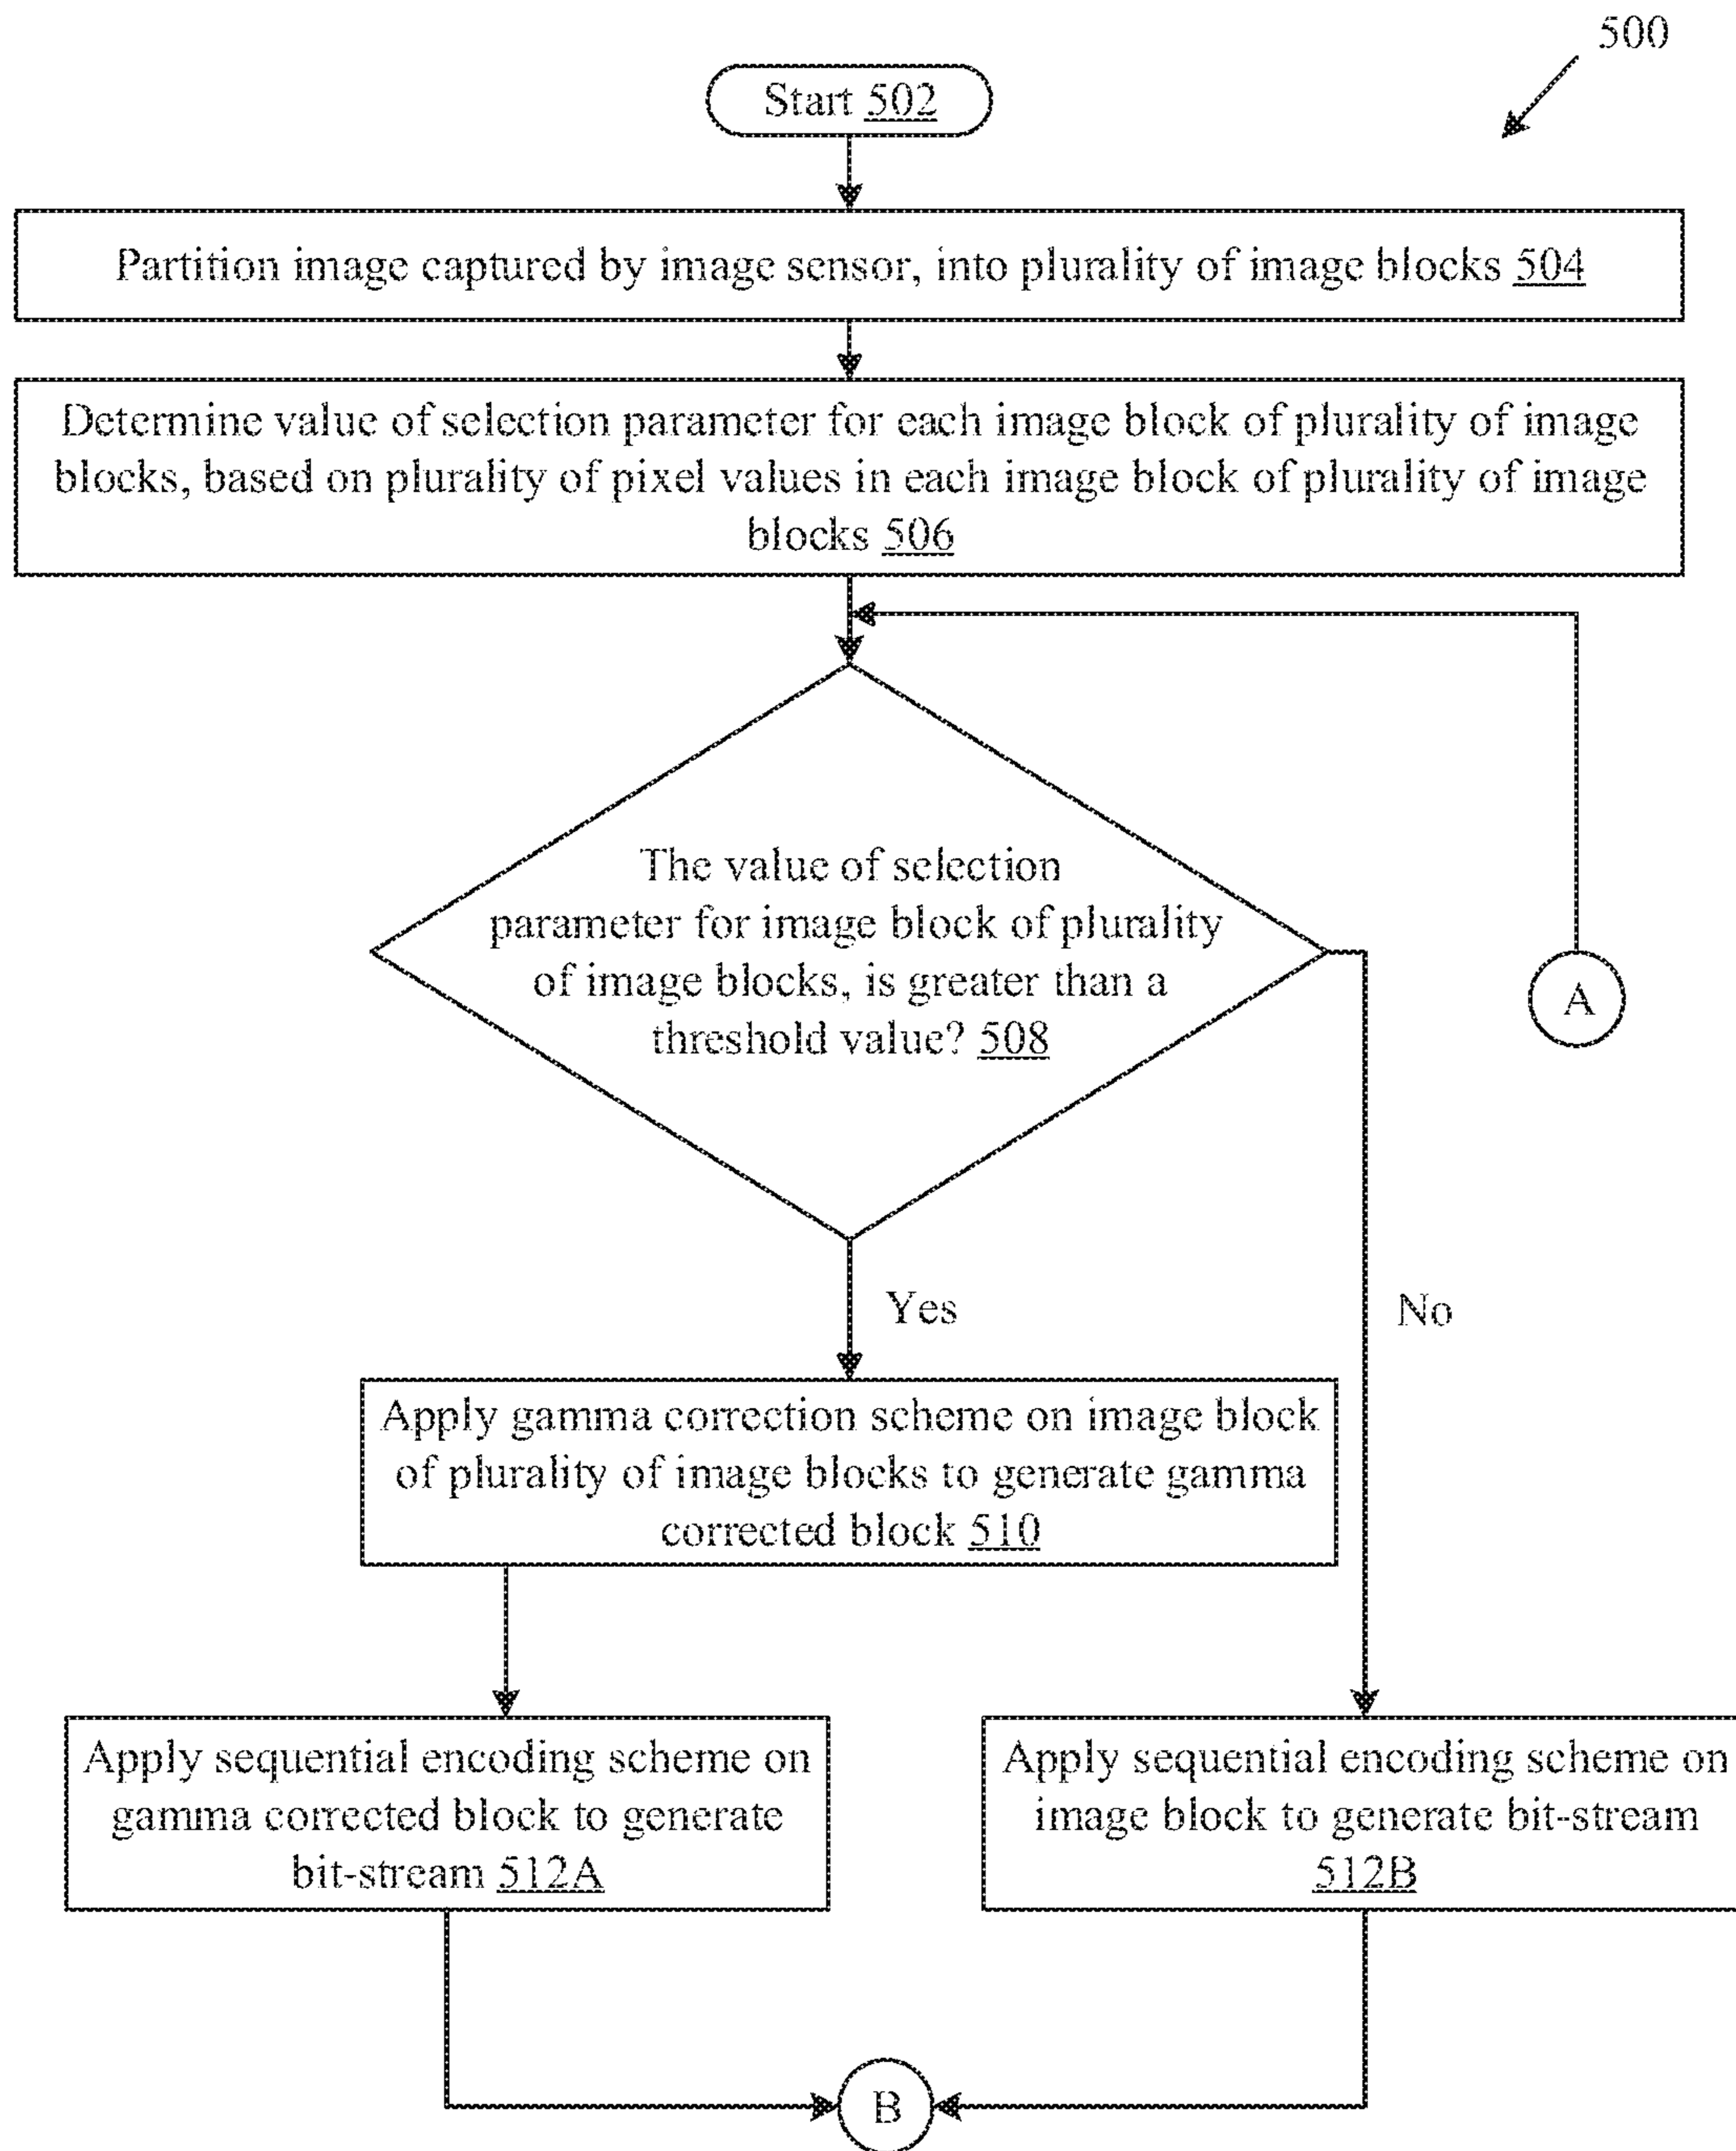 500
Start 502
Partition image captured by image sensor, into plurality of image blocks 504
Determine value of selection parameter for each image block of plurality of image
blocks, based on plurality of pixel values in each image block of plurality of image
blocks 506
The value of selection
parameter for image block of plurality
of image blocks, is greater than a
threshold value? 508
A
Yes
No
Apply gamma correction scheme on image block
of plurality of image blocks to generate gamma
corrected block 510
Apply sequential encoding scheme on
gamma corrected block to generate
bit-stream 512A
Apply sequential encoding scheme on
image block to generate bit-stream
512B
B